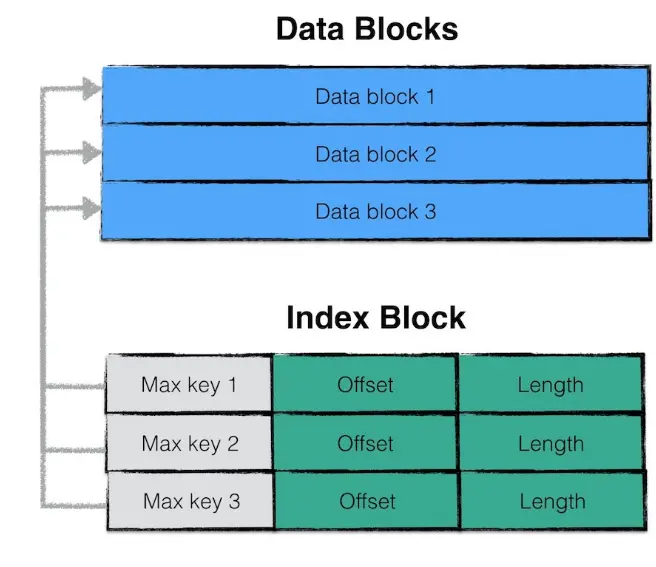 Data Blocks
Data block 1
Data block 2
Data block 3
Index Block
Max key 1 Offset Length
Max key 2 Offset Length
Max key 3 Offset Length